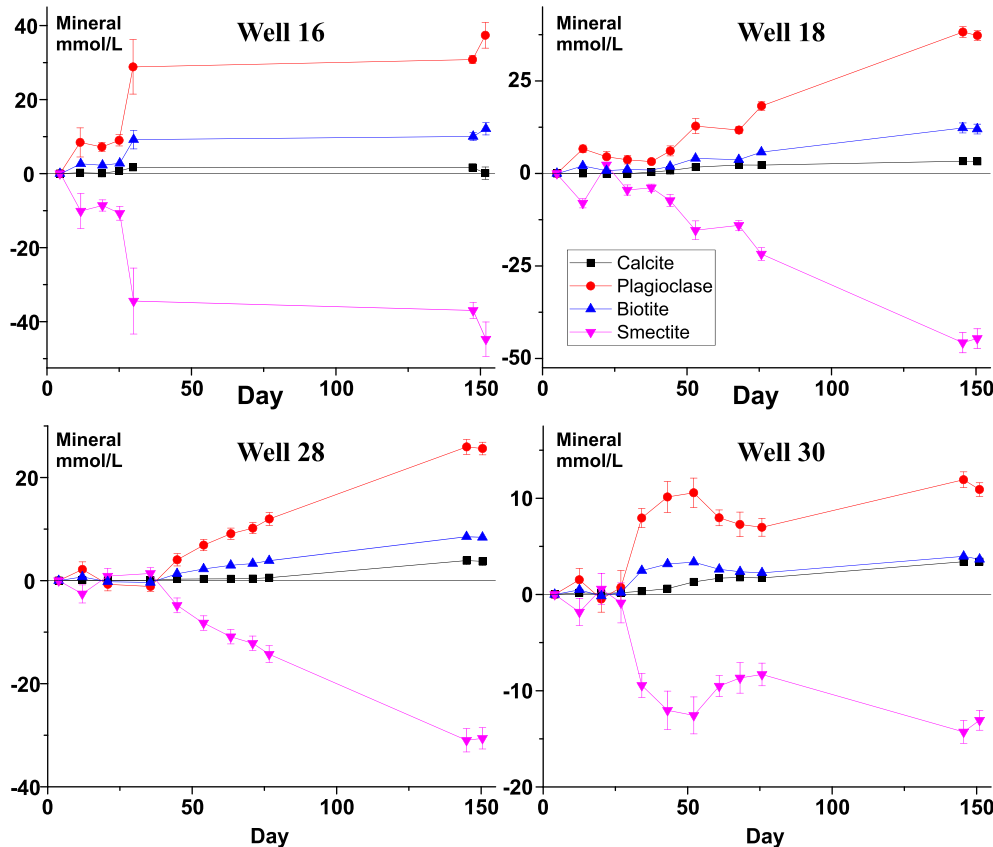 Mineral
mmol/L
Well 16
40
20
0
-20
-40
0
50
100
150
Day
Mineral
mmol/L
Well 18
25
0
-25
-50
Calcite
Plagioclase
Biotite
Smectite
0
50
100
150
Day
Mineral
mmol/L
Well 28
20
0
-20
-40
0
50
100
150
Day
Mineral
mmol/L
Well 30
10
0
-10
-20
0
50
100
150
Day